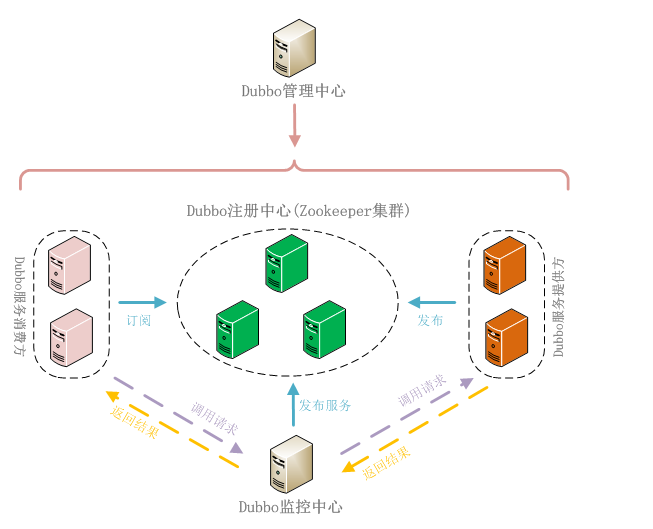 Dubbo管理中心
Dubbo注册中心(Zookeeper集群)
Dubbo服务消费方
订阅
发布
Dubbo服务提供方
调用请求
返回结果
发布服务
调用请求
返回结果
Dubbo监控中心